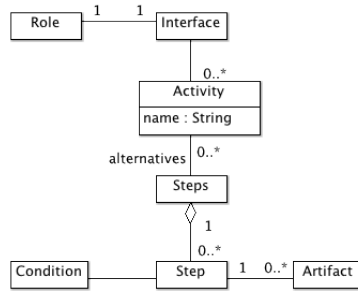 Role
1
1
Interface
0..*
Activity
name : String
alternatives
0..*
Steps
1
0..*
Condition
Step
1
0..*
Artifact